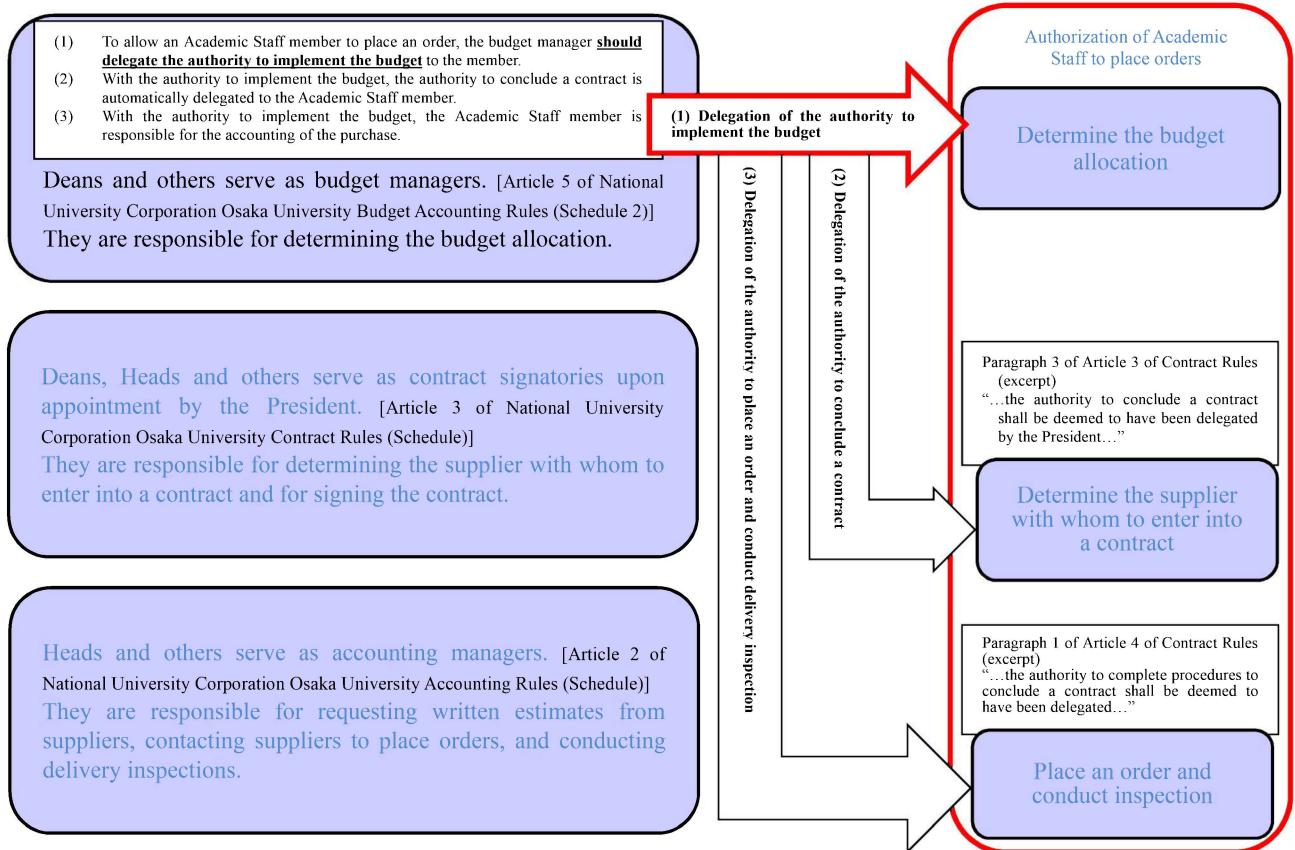 (1) To allow an Academic Staff member to place an order, the budget manager should
delegate the authority to implement the budget to the member.
(2) With the authority to implement the budget, the authority to conclude a contract is
automatically delegated to the Academic Staff member.
(3) With the authority to implement the budget, the Academic Staff member is
responsible for the accounting of the purchase.
Deans and others serve as budget managers. [Article 5 of National
University Corporation Osaka University Budget Accounting Rules (Schedule 2)]
They are responsible for determining the budget allocation.
Deans, Heads and others serve as contract signatories upon
appointment by the President. [Article 3 of National University
Corporation Osaka University Contract Rules (Schedule)]
They are responsible for determining the supplier with whom to
enter into a contract and for signing the contract.
Heads and others serve as accounting managers. [Article 2 of
National University Corporation Osaka University Accounting Rules (Schedule)]
They are responsible for requesting written estimates from
suppliers, contacting suppliers to place orders, and conducting
delivery inspections.
(1) Delegation of the authority to
implement the budget
(3) Delegation of the authority to place an order and conduct delivery inspection
(2) Delegation of the authority to conclude a contract
Authorization of Academic
Staff to place orders
Determine the budget
allocation
Paragraph 3 of Article 3 of Contract Rules
(excerpt)
“…the authority to conclude a contract
shall be deemed to have been delegated
by the President…”
Determine the supplier
with whom to enter into
a contract
Paragraph 1 of Article 4 of Contract Rules
(excerpt)
“…the authority to complete procedures to
conclude a contract shall be deemed to
have been delegated…”
Place an order and
conduct inspection